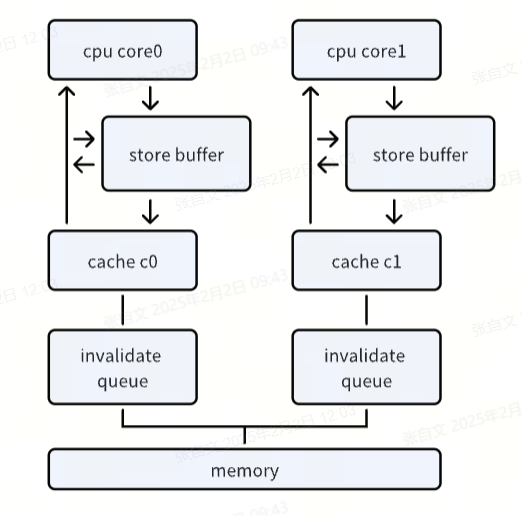 cpu core0
cpu core1
store buffer
store buffer
cache c0
cache c1
invalidate
queue
invalidate
queue
memory
张自文 2025年2月2日 09:43
张自文 2025年2月2日 12:03